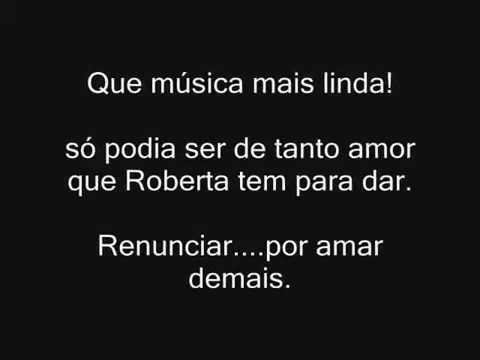 Que música mais linda!
só podia ser de tanto amor
que Roberta tem para dar.
Renunciar....por amar
demais.